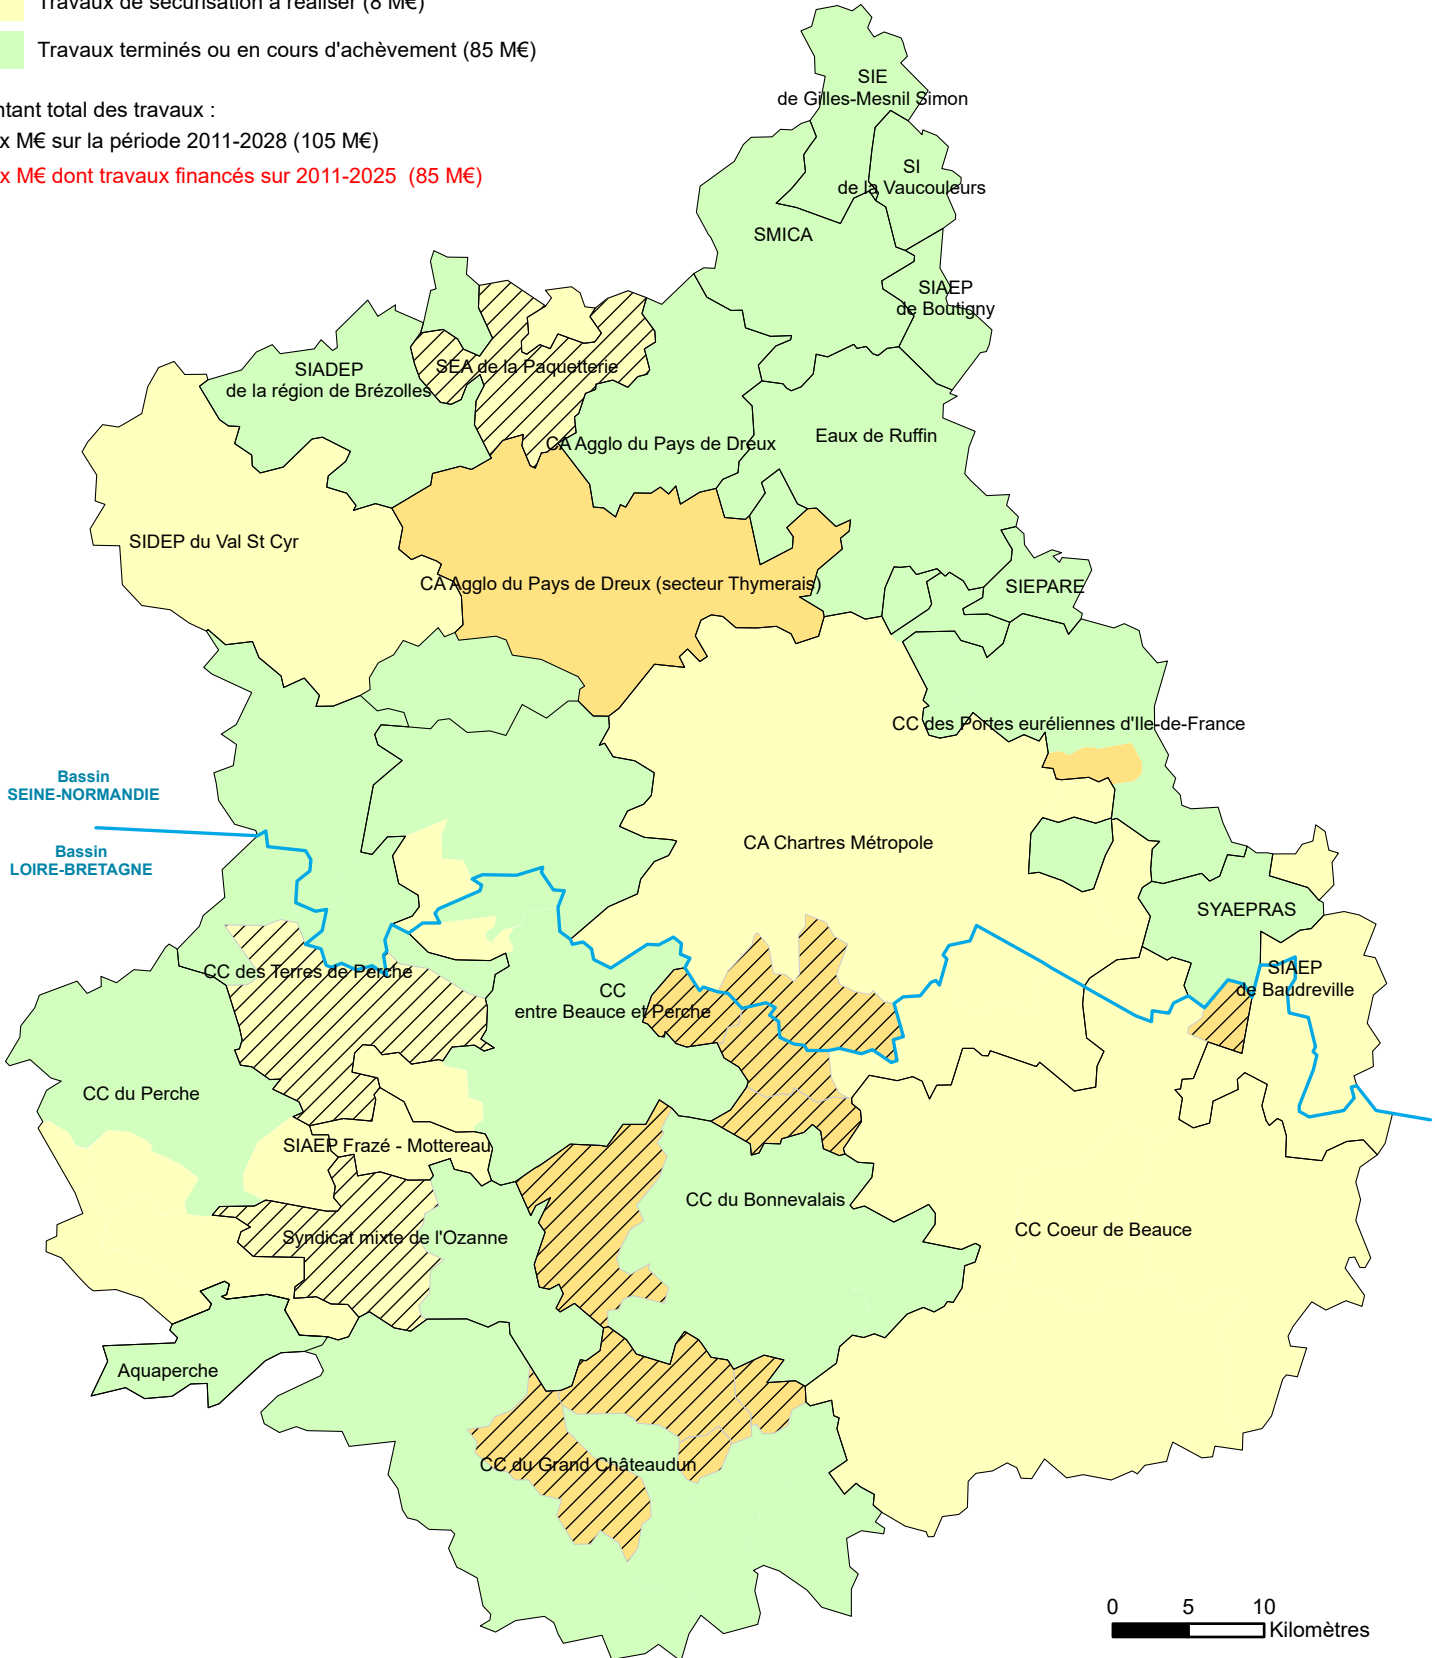 Travaux de sécurisation à réaliser (8 M€)
Travaux terminés ou en cours d'achèvement (85 M€)
ntant total des travaux :
x M€ sur la période 2011-2028 (105 M€)
x M€ dont travaux financés sur 2011-2025 (85 M€)
SIE
de Gilles-Mesnil Simon
SI
de la Vaucouleurs
SMICA
SIAEP
de Boutigny
SIADEP
de la région de Brézolles
SEA de la Paquetterie
CA Agglo du Pays de Dreux
Eaux de Ruffin
SIDEP du Val St Cyr
CA Agglo du Pays de Dreux (secteur Thymerais)
SIEPARE
CC des Portes euréliennes d'Ile-de-France
Bassin
SEINE-NORMANDIE
Bassin
LOIRE-BRETAGNE
CA Chartres Métropole
SYAEPRAS
CC des Terres de Perche
SIAEP
de Baudreville
CC
entre Beauce et Perche
CC du Perche
SIAEP Frazé - Mottereau
CC du Bonnevalais
Syndicat mixte de l'Ozanne
CC Coeur de Beauce
Aquaperche
CC du Grand Châteaudun
0 5 10
Kilomètres